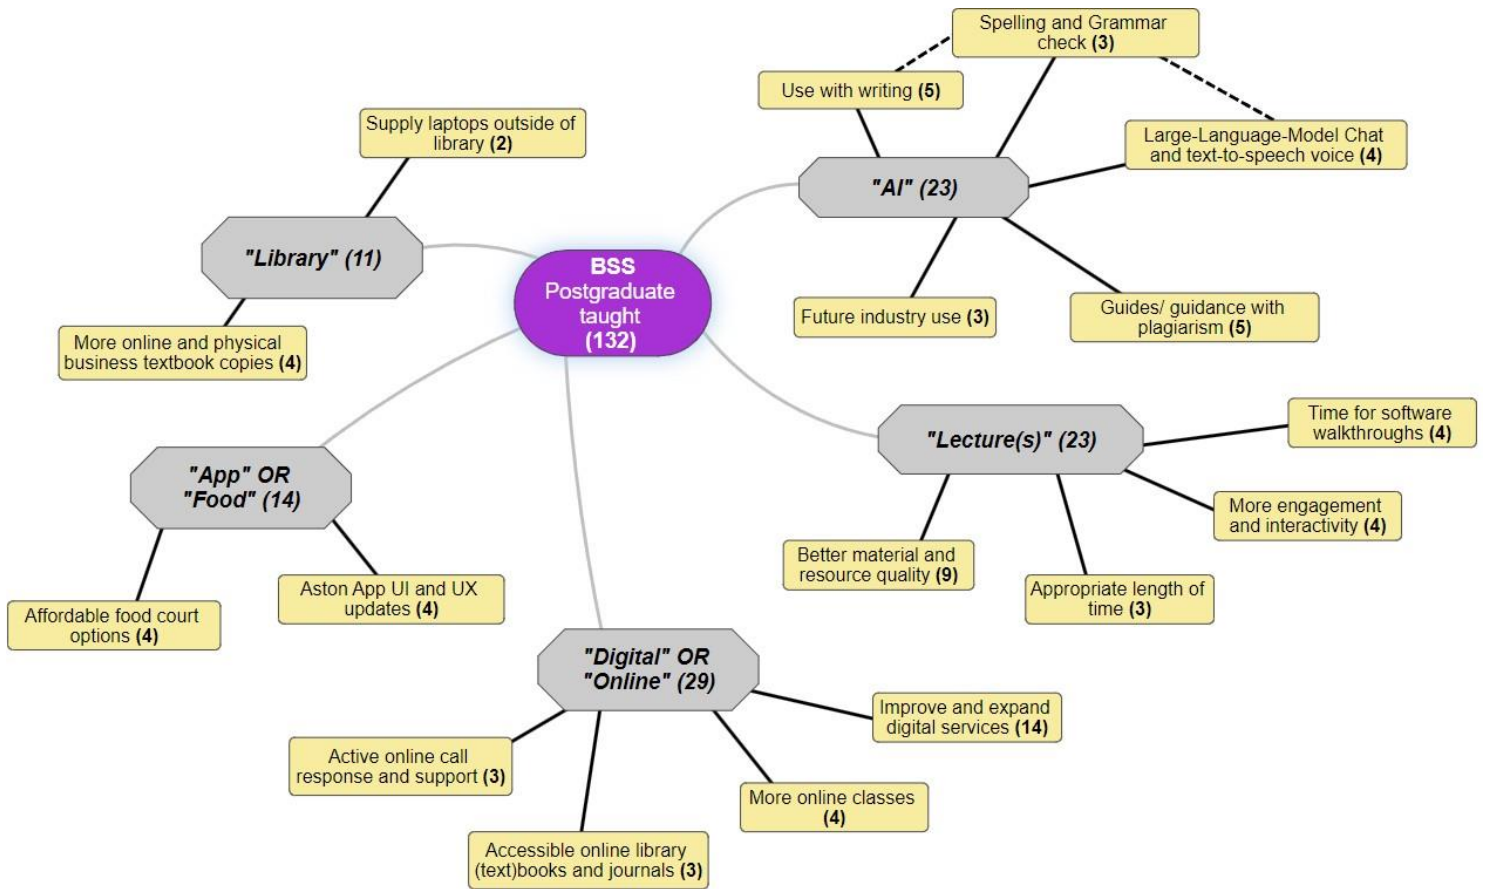 Spelling and Grammar
check (3)
Use with writing (5)
Large-Language-Model Chat
and text-to-speech voice (4)
"AI" (23)
Future industry use (3)
Guides/ guidance with
plagiarism (5)
Supply laptops outside of
library (2)
"Library" (11)
More online and physical
business textbook copies (4)
BSS
Postgraduate
taught
(132)
"Lecture(s)" (23)
Time for software
walkthroughs (4)
More engagement
and interactivity (4)
Better material and
resource quality (9)
Appropriate length of
time (3)
"App" OR
"Food" (14)
Affordable food court
options (4)
Aston App UI and UX
updates (4)
"Digital" OR
"Online" (29)
Improve and expand
digital services (14)
Active online call
response and support (3)
More online classes
(4)
Accessible online library
(text)books and journals (3)